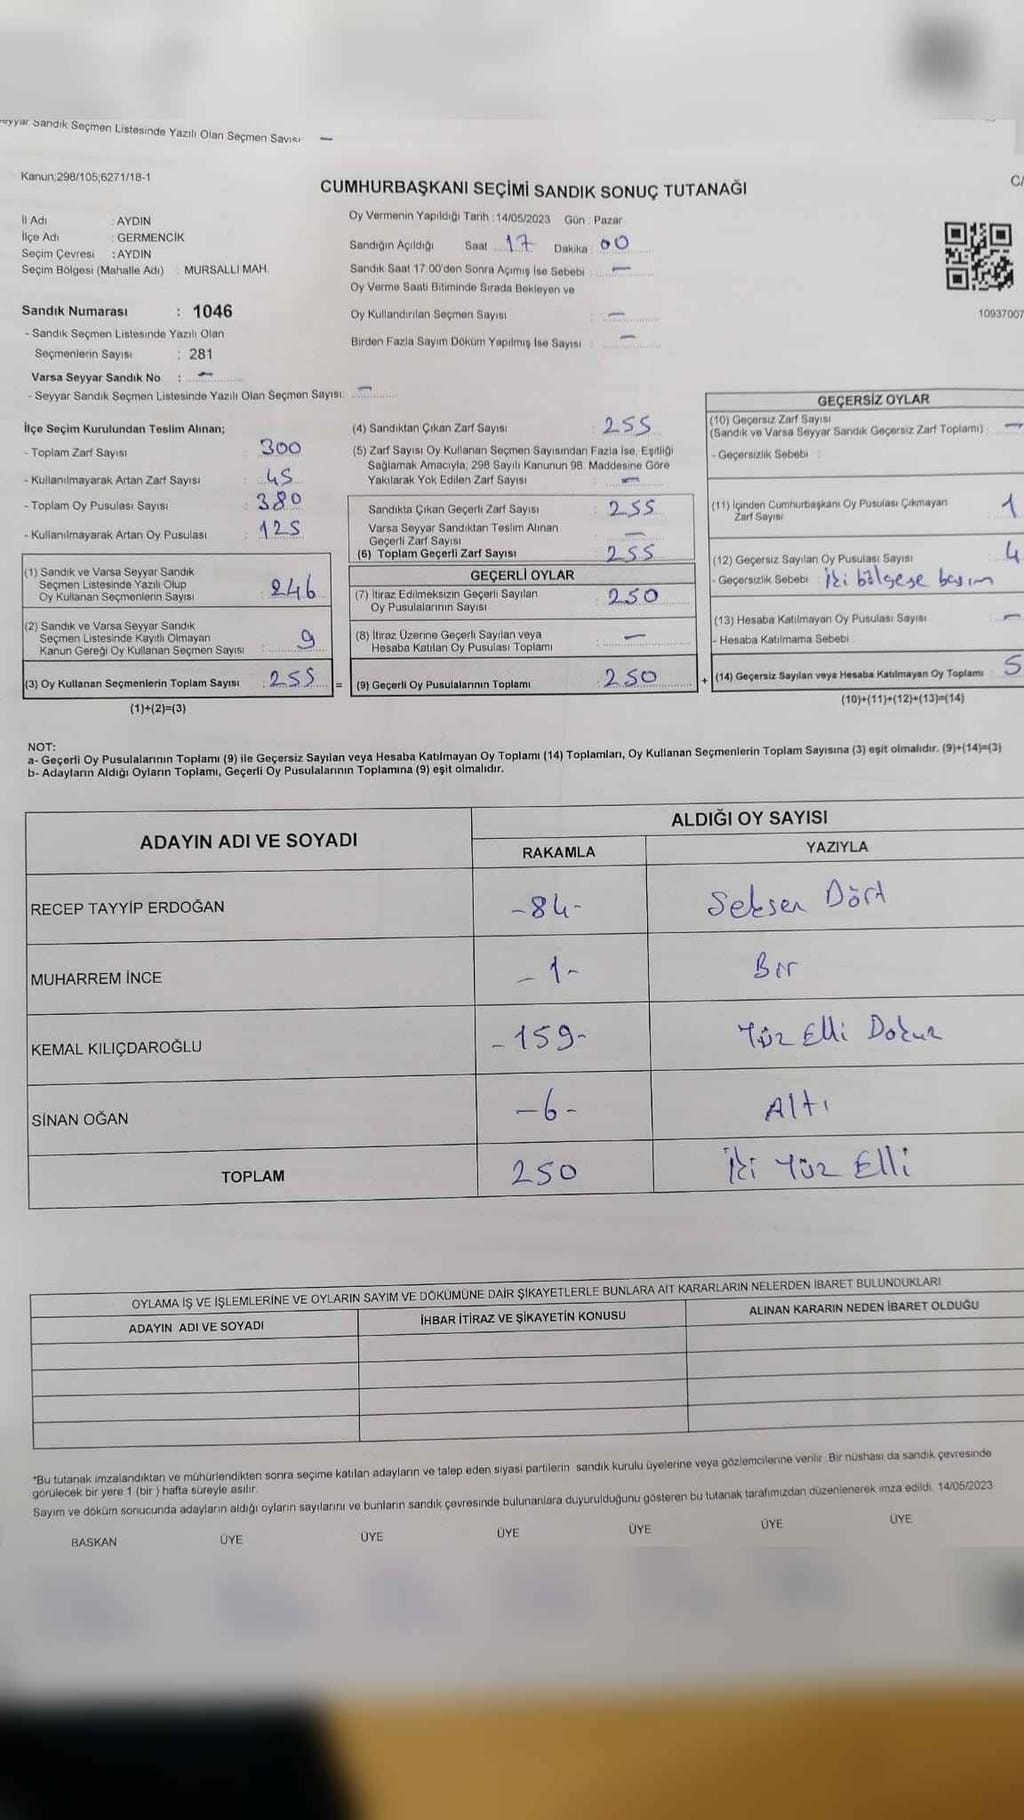 Seyyar Sandık Seçmen Listesinde Yazılı Olan Seçmen Sayısı —
Kanun;298/105;6271/18-1
CUMHURBAŞKANI SEÇİMİ SANDIK SONUÇ TUTANAĞI
C/
İl Adı : AYDIN
İlçe Adı : GERMENCİK
Seçim Çevresi : AYDIN
Seçim Bölgesi (Mahalle Adı) : MURSALLI MAH.
Oy Vermenin Yapıldığı Tarih : 14/05/2023 Gün : Pazar
Sandığın Açıldığı Saat 17 Dakika : 00
Sandık Saat 17:00'den Sonra Açımış İse Sebebi : —
Oy Verme Saati Bitiminde Sırada Bekleyen ve
Oy Kullandırılan Seçmen Sayısı : —
Birden Fazla Sayım Döküm Yapılmış İse Sayısı : —
10937007
Sandık Numarası : 1046
- Sandık Seçmen Listesinde Yazılı Olan
Seçmenlerin Sayısı : 281
Varsa Seyyar Sandık No : —
- Seyyar Sandık Seçmen Listesinde Yazılı Olan Seçmen Sayısı: —
İlçe Seçim Kurulundan Teslim Alınan;
- Toplam Zarf Sayısı : 300
- Kullanılmayarak Artan Zarf Sayısı : 45
- Toplam Oy Pusulası Sayısı : 380
- Kullanılmayarak Artan Oy Pusulası : 125
(1) Sandık ve Varsa Seyyar Sandık
Seçmen Listesinde Yazılı Olup
Oy Kullanan Seçmenlerin Sayısı : 246
(2) Sandık ve Varsa Seyyar Sandık
Seçmen Listesinde Kayıtlı Olmayan
Kanun Gereği Oy Kullanan Seçmen Sayısı : 9
(3) Oy Kullanan Seçmenlerin Toplam Sayısı : 255 =
(1)+(2)=(3)
(4) Sandıktan Çıkan Zarf Sayısı : 255
(5) Zarf Sayısı Oy Kullanan Seçmen Sayısından Fazla İse, Eşitliği
Sağlamak Amacıyla, 298 Sayılı Kanunun 98. Maddesine Göre
Yakılarak Yok Edilen Zarf Sayısı : —
Sandıkta Çıkan Geçerli Zarf Sayısı : 255
Varsa Seyyar Sandıktan Teslim Alınan
Geçerli Zarf Sayısı : —
(6) Toplam Geçerli Zarf Sayısı : 255
GEÇERLİ OYLAR
(7) İtiraz Edilmeksizin Geçerli Sayılan
Oy Pusulalarının Sayısı : 250
(8) İtiraz Üzerine Geçerli Sayılan veya
Hesaba Katılan Oy Pusulası Toplamı : —
(9) Geçerli Oy Pusulalarının Toplamı : 250 +
GEÇERSİZ OYLAR
(10) Geçersiz Zarf Sayısı
(Sandık ve Varsa Seyyar Sandık Geçersiz Zarf Toplamı) : —
- Geçersizlik Sebebi :
(11) İçinden Cumhurbaşkanı Oy Pusulası Çıkmayan
Zarf Sayısı 1
(12) Geçersiz Sayılan Oy Pusulası Sayısı : 4
- Geçersizlik Sebebi : İki bölgeye basım
(13) Hesaba Katılmayan Oy Pusulası Sayısı : —
- Hesaba Katılmama Sebebi :
(14) Geçersiz Sayılan veya Hesaba Katılmayan Oy Toplamı 5
(10)+(11)+(12)+(13)=(14)
NOT:
a- Geçerli Oy Pusulalarının Toplamı (9) ile Geçersiz Sayılan veya Hesaba Katılmayan Oy Toplamı (14) Toplamları, Oy Kullanan Seçmenlerin Toplam Sayısına (3) eşit olmalıdır. (9)+(14)=(3)
b- Adayların Aldığı Oyların Toplamı, Geçerli Oy Pusulalarının Toplamına (9) eşit olmalıdır.
ADAYIN ADI VE SOYADI
ALDIĞI OY SAYISI
RAKAMLA YAZIYLA
RECEP TAYYİP ERDOĞAN -84- Seksen Dört
MUHARREM İNCE -1- Bir
KEMAL KILIÇDAROĞLU -159- Yüz Elli Dokuz
SİNAN OĞAN -6- Altı
TOPLAM 250 İki Yüz Elli
OYLAMA İŞ VE İŞLEMLERİNE VE OYLARIN SAYIM VE DÖKÜMÜNE DAİR ŞİKAYETLERLE BUNLARA AİT KARARLARIN NELERDEN İBARET BULUNDUKLARI
ADAYIN ADI VE SOYADI İHBAR İTİRAZ VE ŞİKAYETİN KONUSU ALINAN KARARIN NEDEN İBARET OLDUĞU
*Bu tutanak imzalandıktan ve mühürlendikten sonra seçime katılan adayların ve talep eden siyasi partilerin sandık kurulu üyelerine veya gözlemcilerine verilir. Bir nüshası da sandık çevresinde
görülecek bir yere 1 (bir ) hafta süreyle asılır.
Sayım ve döküm sonucunda adayların aldığı oyların sayılarını ve bunların sandık çevresinde bulunanlara duyurulduğunu gösteren bu tutanak tarafımızdan düzenlenerek imza edildi. 14/05/2023
BAŞKAN ÜYE ÜYE ÜYE ÜYE ÜYE ÜYE